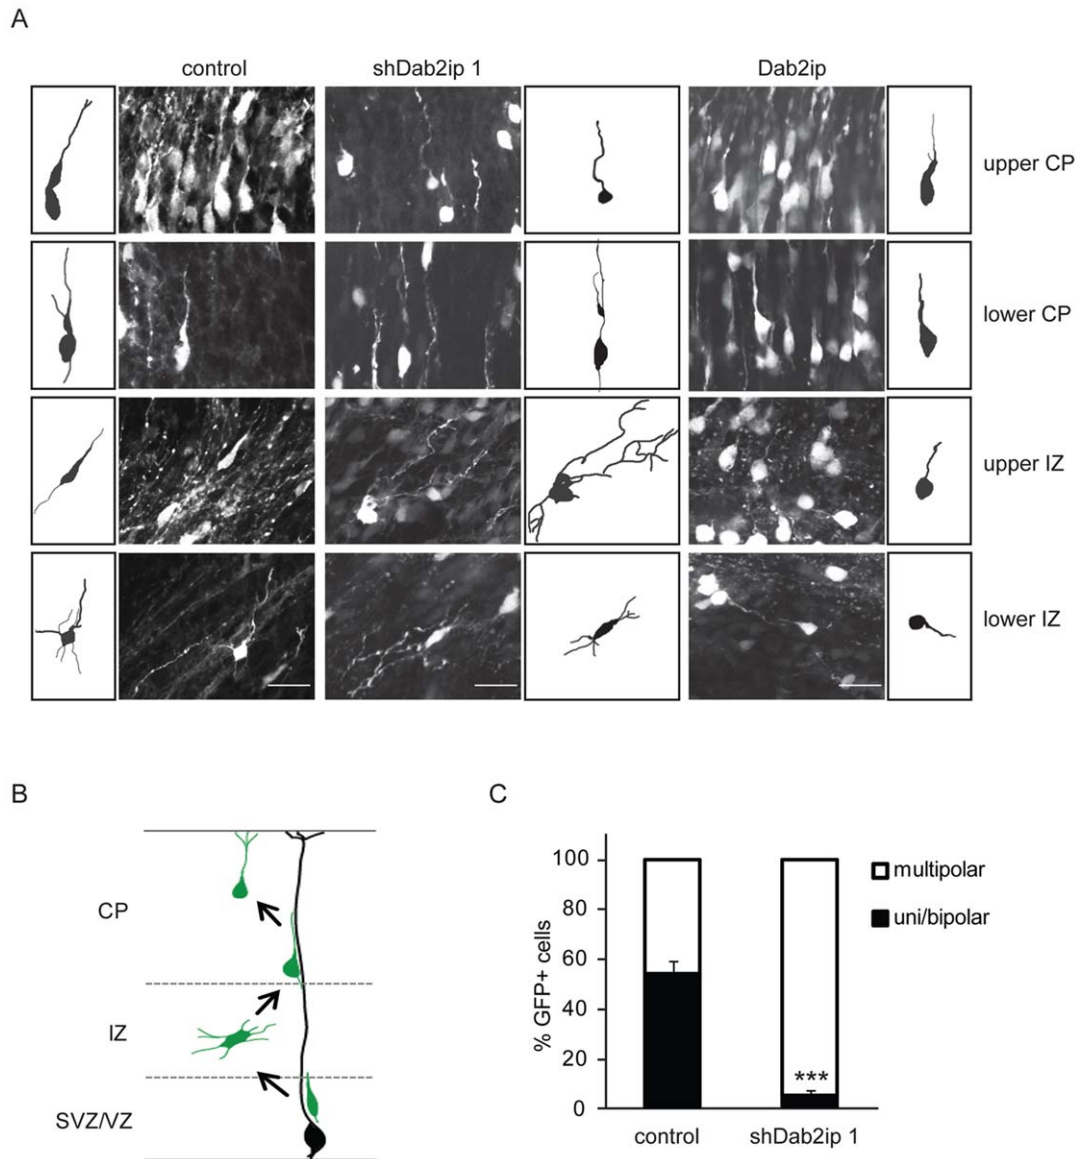 A
control shDab2ip 1 Dab2ip
upper CP
lower CP
upper IZ
lower IZ
B
CP
IZ
SVZ/VZ
C
% GFP+ cells
100
80
60
40
20
0
***
control shDab2ip 1
multipolar
uni/bipolar